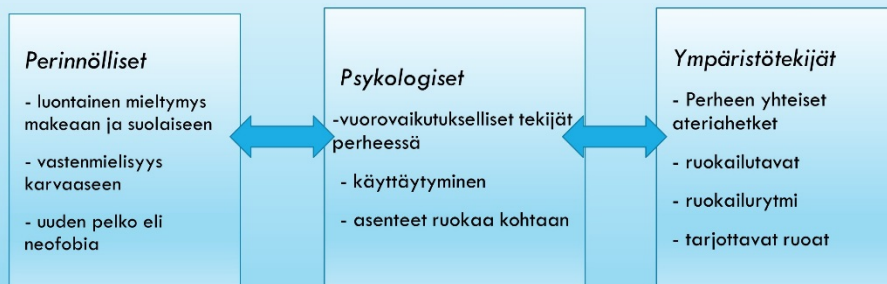 Perinnölliset
- luontainen mieltymys
makeaan ja suolaiseen
- vastenmielisyys
karvaaseen
- uuden pelko eli
neofobia
Psykologiset
-vuorovaikutukselliset tekijät
perheessä
- käyttäytyminen
- asenteet ruokaa kohtaan
Ympäristötekijät
- Perheen yhteiset
ateriahetket
- ruokailutavat
- ruokailurytmi
- tarjottavat ruoat